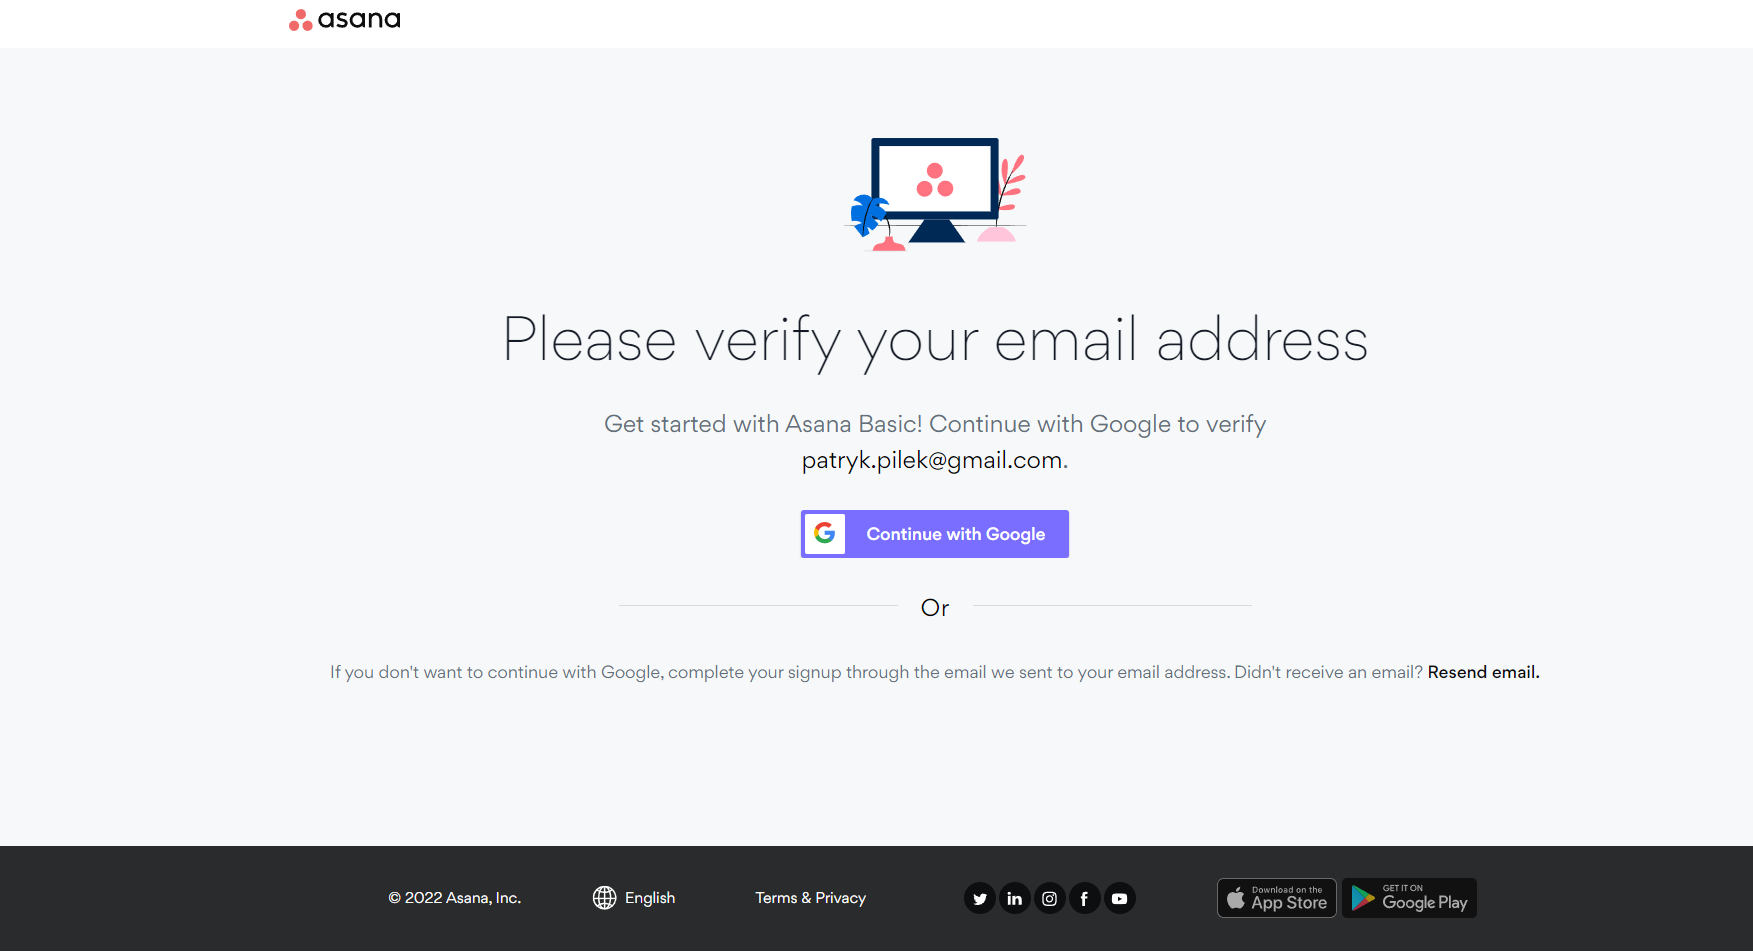 asana
Please verify your email address
Get started with Asana Basic! Continue with Google to verify
patryk.pilek@gmail.com.
Continue with Google
Or
If you don't want to continue with Google, complete your signup through the email we sent to your email address. Didn't receive an email? Resend email.
© 2022 Asana, Inc.
English
Terms & Privacy
Download on the
App Store
GET IT ON
Google Play